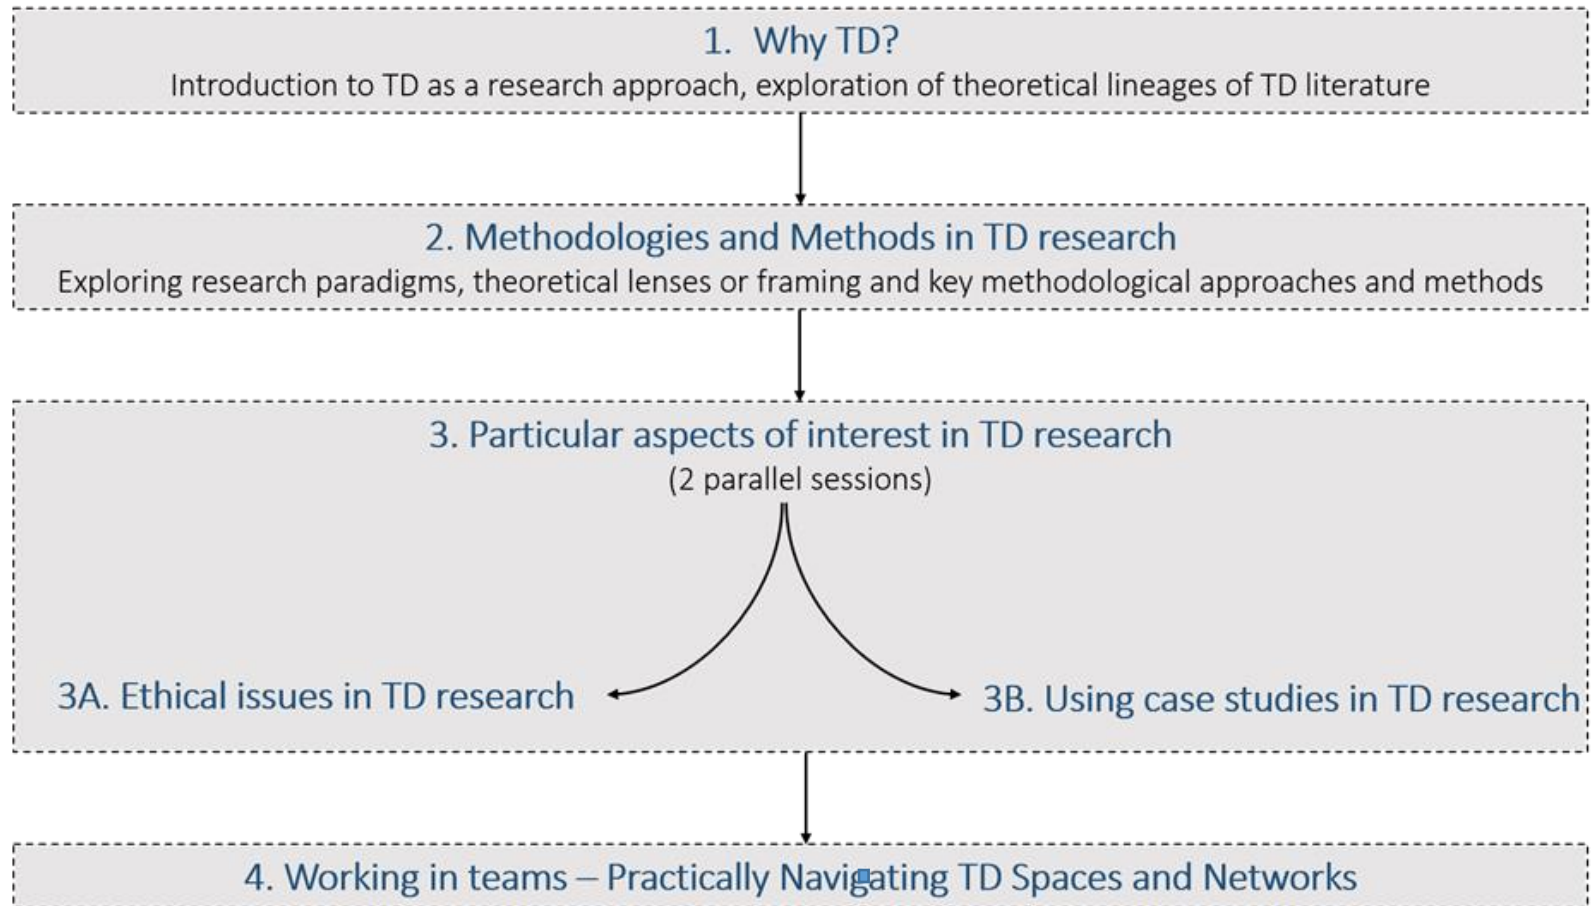 1. Why TD?
Introduction to TD as a research approach, exploration of theoretical lineages of TD literature
2. Methodologies and Methods in TD research
Exploring research paradigms, theoretical lenses or framing and key methodological approaches and methods
3. Particular aspects of interest in TD research
(2 parallel sessions)
3A. Ethical issues in TD research
3B. Using case studies in TD research
4. Working in teams – Practically Navigating TD Spaces and Networks